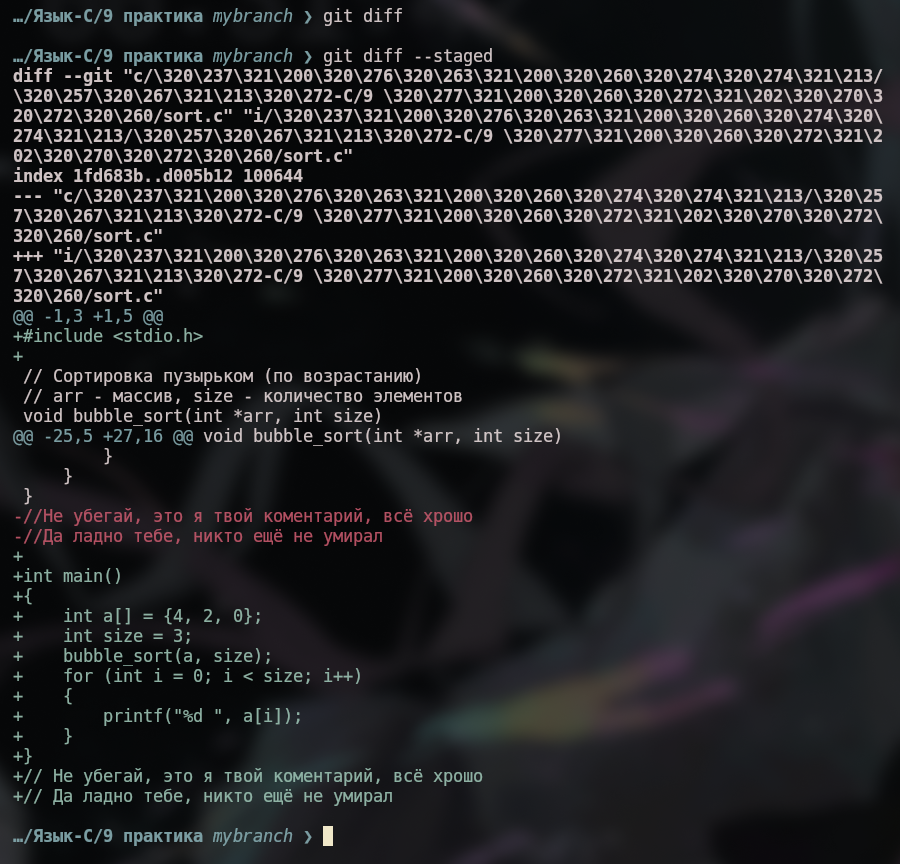 …/Язык-С/9 практика mybranch ❯ git diff
…/Язык-С/9 практика mybranch ❯ git diff --staged
diff --git "c/\320\237\321\200\320\276\320\263\321\200\320\260\320\274\320\274\321\213/
\320\257\320\267\321\213\320\272-C/9 \320\277\321\200\320\260\320\272\321\202\320\270\3
20\272\320\260/sort.c" "i/\320\237\321\200\320\276\320\263\321\200\320\260\320\274\320\
274\321\213/\320\257\320\267\321\213\320\272-C/9 \320\277\321\200\320\260\320\272\321\2
02\320\270\320\272\320\260/sort.c"
index 1fd683b..d005b12 100644
--- "c/\320\237\321\200\320\276\320\263\321\200\320\260\320\274\320\274\321\213/\320\25
7\320\267\321\213\320\272-C/9 \320\277\321\200\320\260\320\272\321\202\320\270\320\272\
320\260/sort.c"
+++ "i/\320\237\321\200\320\276\320\263\321\200\320\260\320\274\320\274\321\213/\320\25
7\320\267\321\213\320\272-C/9 \320\277\321\200\320\260\320\272\321\202\320\270\320\272\
320\260/sort.c"
@@ -1,3 +1,5 @@
+#include <stdio.h>
+
 // Сортировка пузырьком (по возрастанию)
 // arr - массив, size - количество элементов
 void bubble_sort(int *arr, int size)
@@ -25,5 +27,16 @@ void bubble_sort(int *arr, int size)
         }
     }
 }
-//Не убегай, это я твой коментарий, всё хрошо
-//Да ладно тебе, никто ещё не умирал
+
+int main()
+{
+    int a[] = {4, 2, 0};
+    int size = 3;
+    bubble_sort(a, size);
+    for (int i = 0; i < size; i++)
+    {
+        printf("%d ", a[i]);
+    }
+}
+// Не убегай, это я твой коментарий, всё хрошо
+// Да ладно тебе, никто ещё не умирал
…/Язык-С/9 практика mybranch ❯